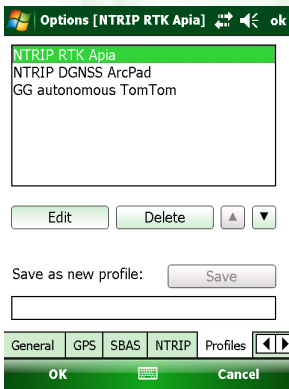 Options [NTRIP RTK Apia] ok
NTRIP RTK Apia
NTRIP DGNSS ArcPad
GG autonomous TomTom
Edit Delete
Save as new profile: Save
General GPS SBAS NTRIP Profiles
OK Cancel